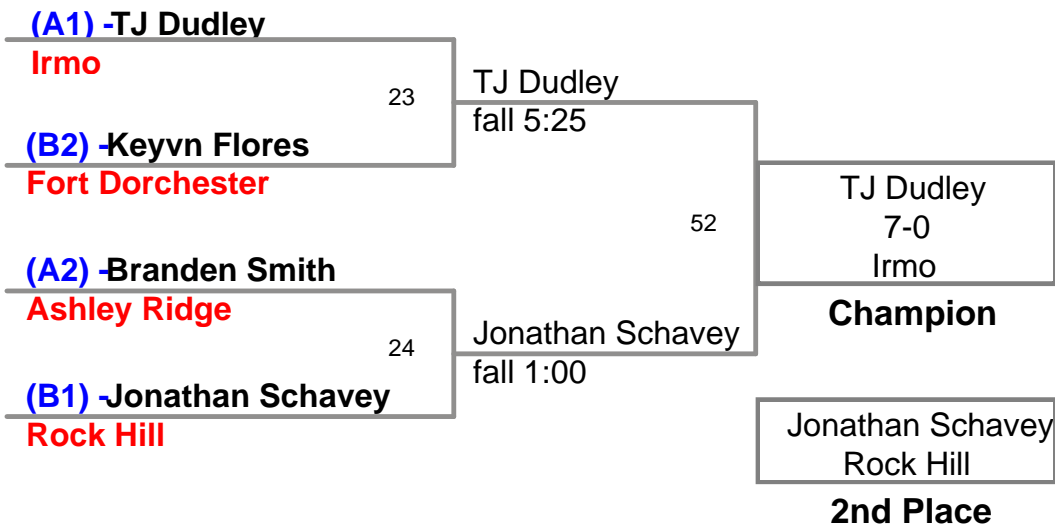 (A1) -TJ Dudley
Irmo
23
TJ Dudley
fall 5:25
(B2) -Keyvn Flores
Fort Dorchester
52
TJ Dudley
7-0
Irmo
Champion
(A2) -Branden Smith
Ashley Ridge
24
Jonathan Schavey
fall 1:00
(B1) -Jonathan Schavey
Rock Hill
Jonathan Schavey
Rock Hill
2nd Place